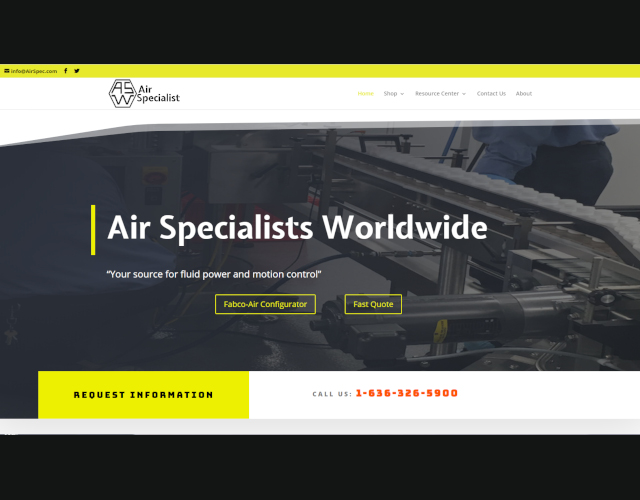 info@AirSpec.com
ASW Air Specialist
Home Shop Resource Center Contact Us About
Air Specialists Worldwide
“Your source for fluid power and motion control”
Fabco-Air Configurator Fast Quote
REQUEST INFORMATION CALL US: 1-636-326-5900